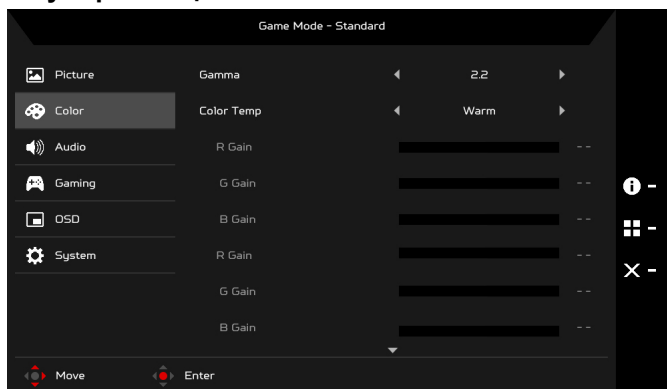 Game Mode - Standard
Picture
Gamma
2.2
Color
Color Temp
Warm
Audio
R Gain
--
Gaming
G Gain
--
OSD
B Gain
--
System
R Gain
--
G Gain
--
B Gain
--
Move
Enter